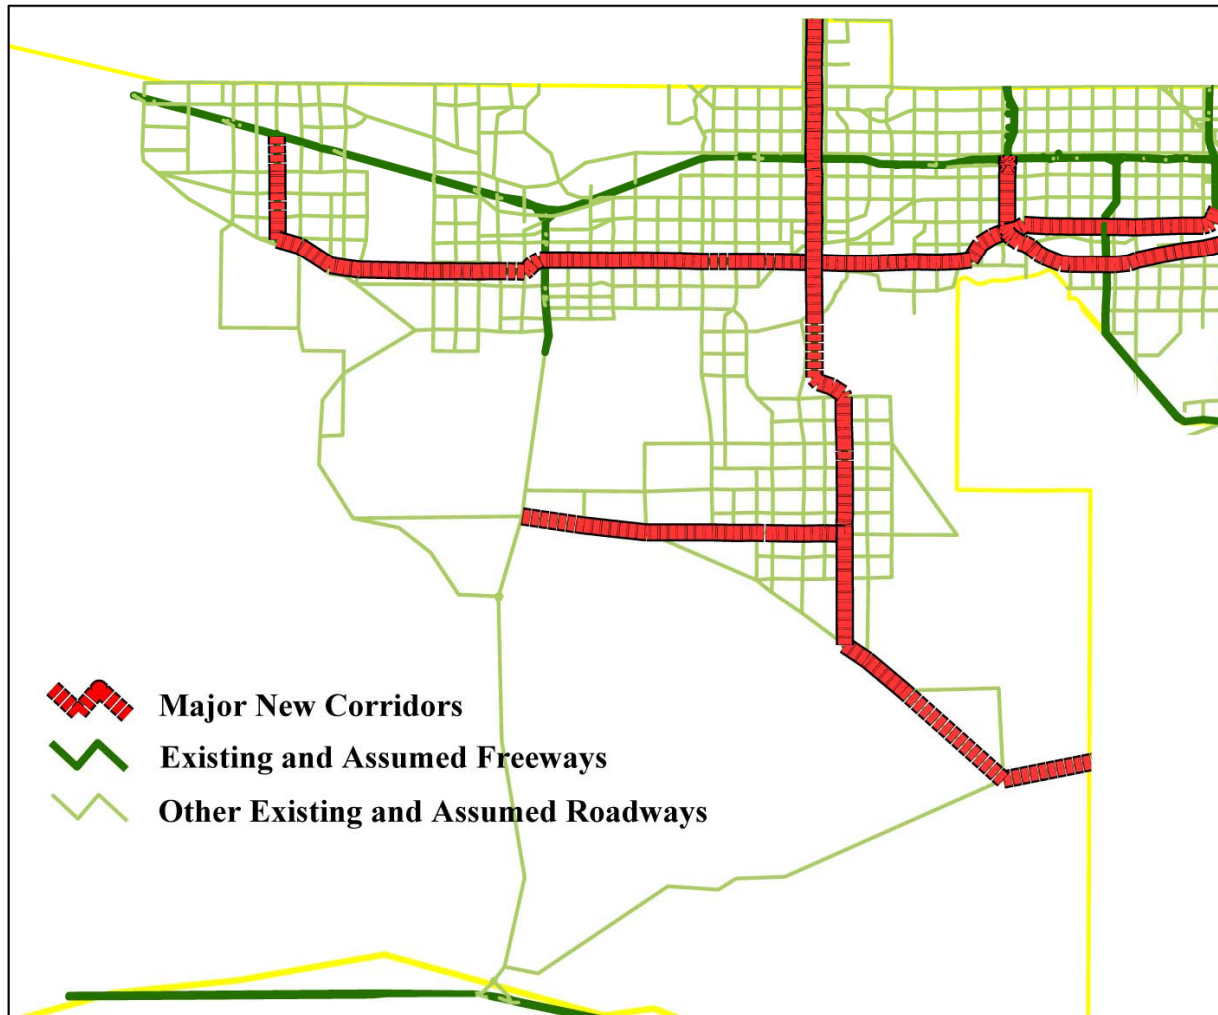 Major New Corridors
Existing and Assumed Freeways
Other Existing and Assumed Roadways